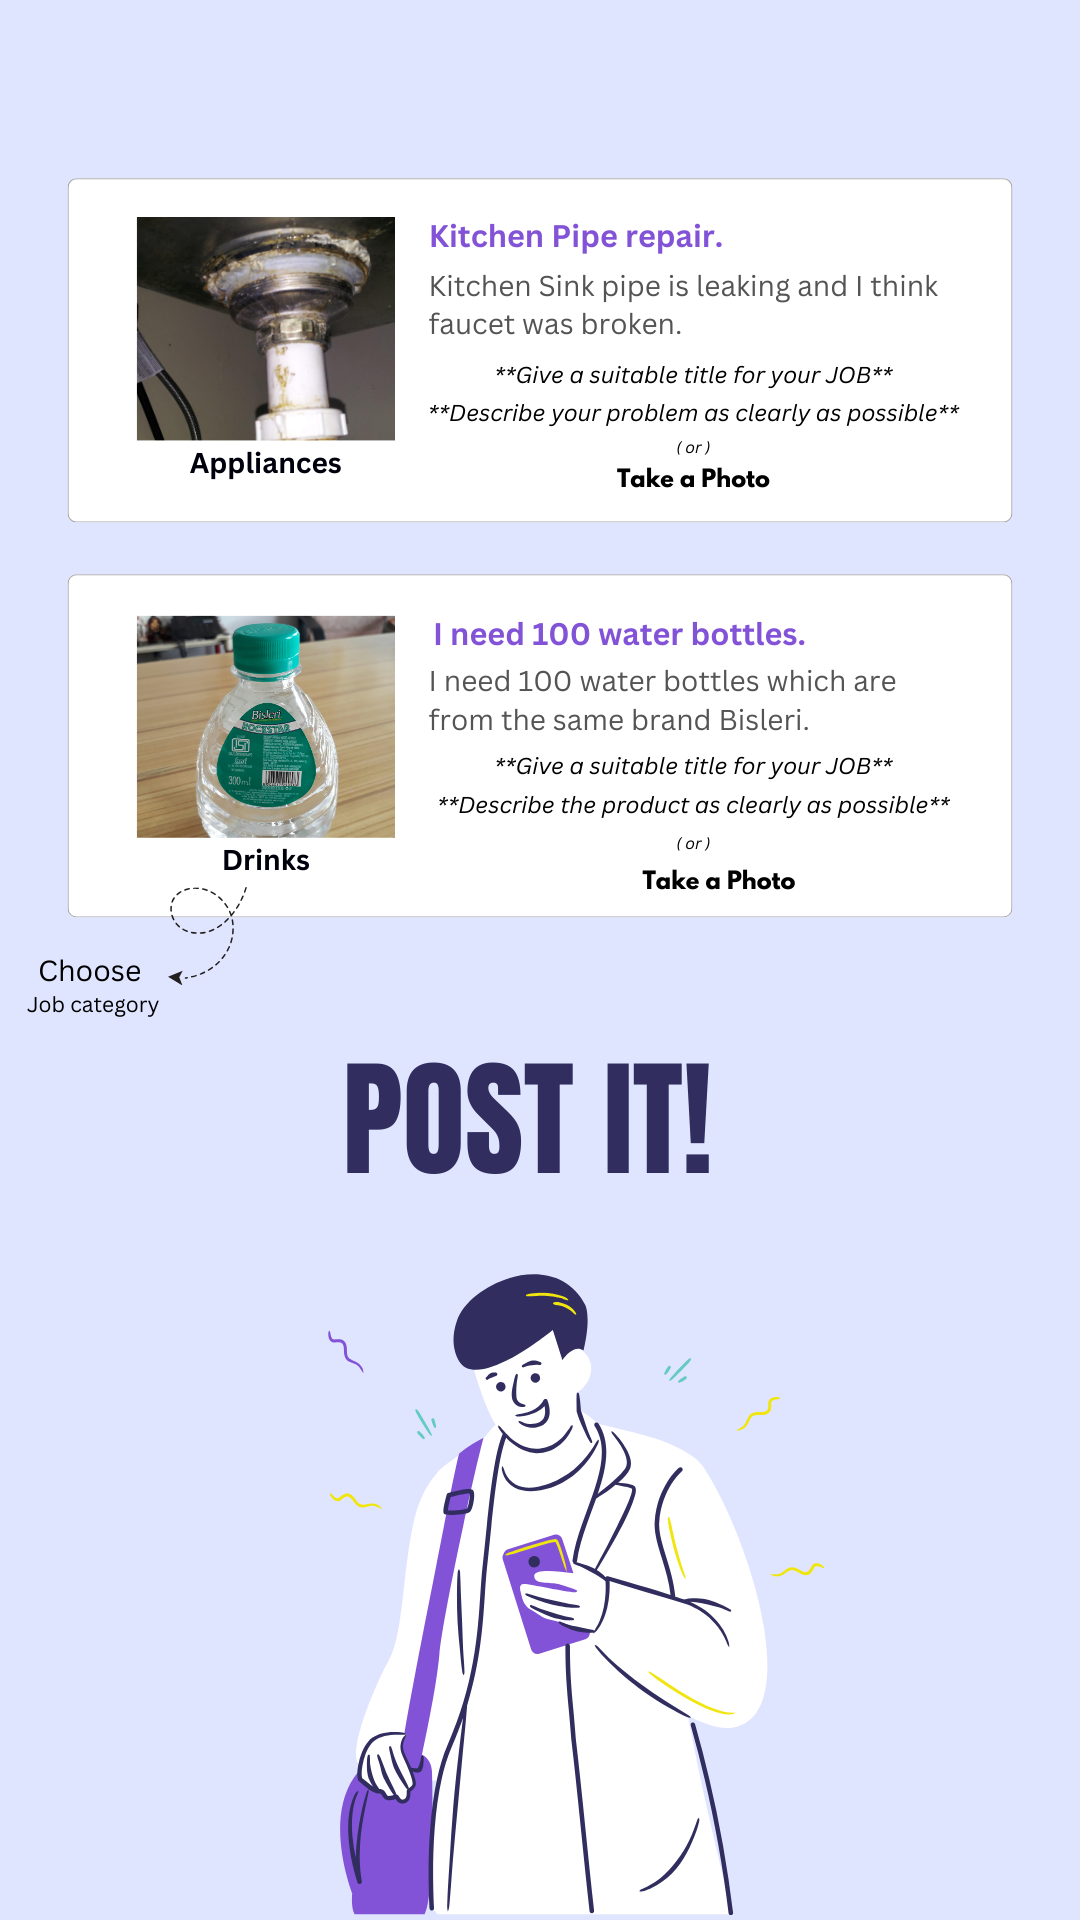 Kitchen Pipe repair.
Kitchen Sink pipe is leaking and I think
faucet was broken.
**Give a suitable title for your JOB**
**Describe your problem as clearly as possible**
( or )
Take a Photo
Appliances
I need 100 water bottles.
I need 100 water bottles which are
from the same brand Bisleri.
**Give a suitable title for your JOB**
**Describe the product as clearly as possible**
( or )
Take a Photo
Bisleri
300ml
Drinks
Choose
Job category
POST IT!